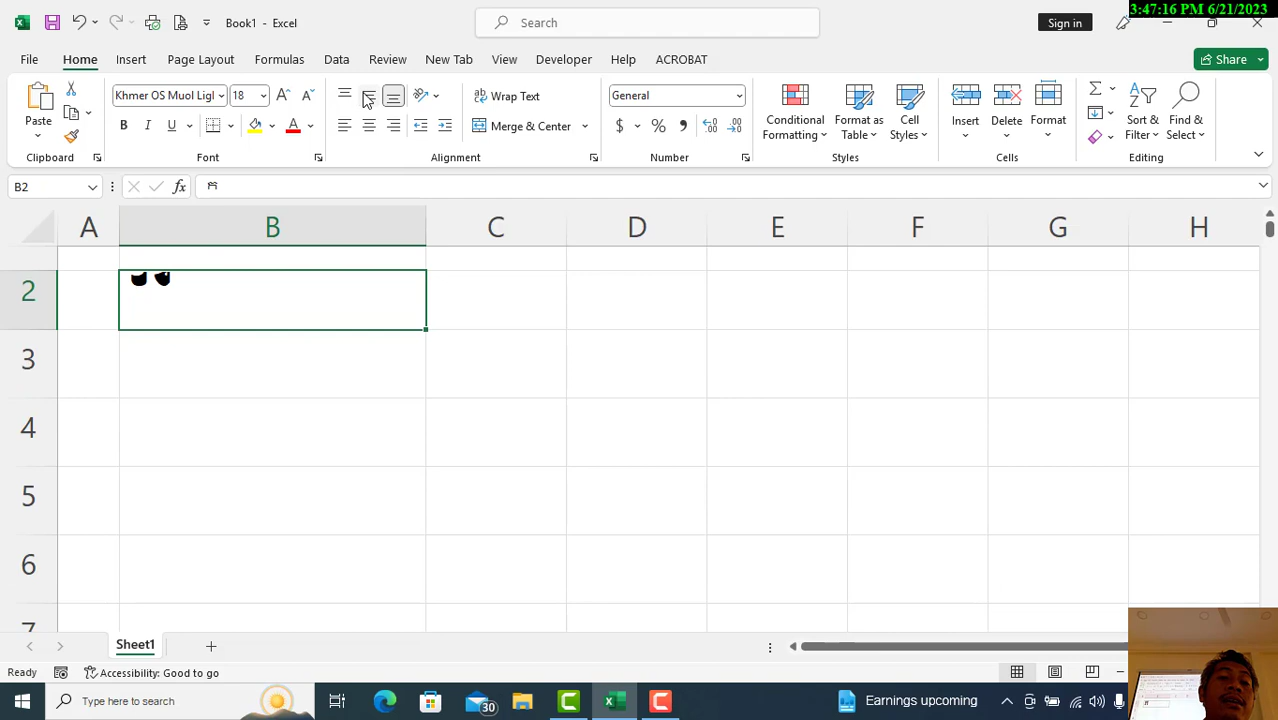 3:47:16 PM 6/21/2023
Book1 - Excel
Search
Sign in
File Home Insert Page Layout Formulas Data Review New Tab View Developer Help ACROBAT
Share
Paste
Khmer OS Muol Ligl 18
Wrap Text
General
B I U
Merge & Center
$ %
Conditional Formatting
Format as Table
Cell Styles
Insert
Delete
Format
Sort & Filter
Find & Select
Clipboard Font Alignment Number Styles Cells Editing
B2
fx
A B C D E F G H
2
3
4
5
6
7
Sheet1
Ready
Accessibility: Good to go
Type here to search
30
Earnings upcoming